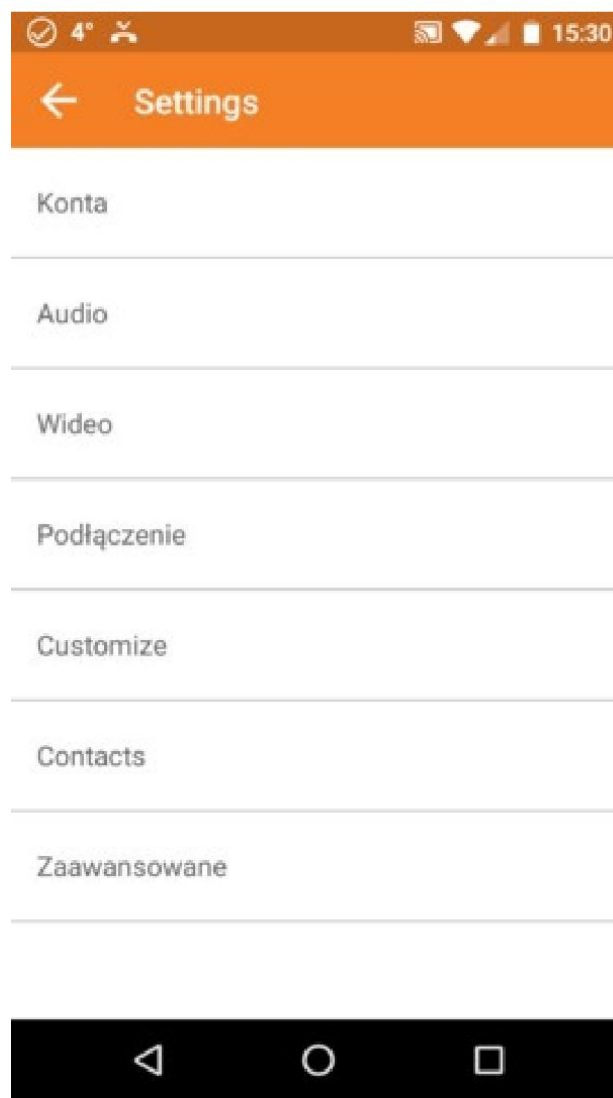 4° 15:30
Settings
Konta
Audio
Wideo
Podłączenie
Customize
Contacts
Zaawansowane